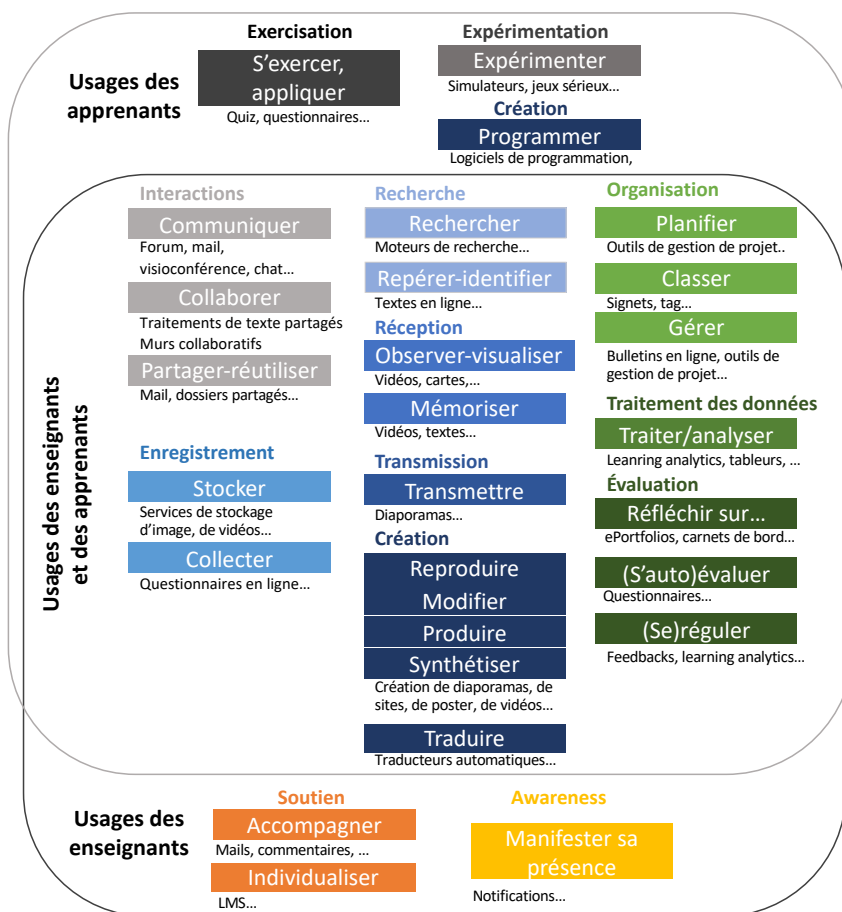 Exercisation
S’exercer,
appliquer
Quiz, questionnaires…
Expérimentation
Expérimenter
Simulateurs, jeux sérieux…
Création
Programmer
Logiciels de programmation,
Usages des
apprenants
Interactions
Communiquer
Forum, mail,
visioconférence, chat…
Collaborer
Traitements de texte partagés
Murs collaboratifs
Partager-réutiliser
Mail, dossiers partagés…
Enregistrement
Stocker
Services de stockage
d’image, de vidéos…
Collecter
Questionnaires en ligne…
Recherche
Rechercher
Moteurs de recherche…
Repérer-identifier
Textes en ligne…
Réception
Observer-visualiser
Vidéos, cartes,…
Mémoriser
Vidéos, textes…
Transmission
Transmettre
Diaporamas…
Création
Reproduire
Modifier
Produire
Synthétiser
Création de diaporamas, de
sites, de poster, de vidéos…
Traduire
Traducteurs automatiques…
Organisation
Planifier
Outils de gestion de projet..
Classer
Signets, tag…
Gérer
Bulletins en ligne, outils de
gestion de projet…
Traitement des données
Traiter/analyser
Leanring analytics, tableurs, …
Évaluation
Réfléchir sur…
ePortfolios, carnets de bord…
(S’auto)évaluer
Questionnaires…
(Se)réguler
Feedbacks, learning analytics…
Usages des enseignants
et des apprenants
Usages des
enseignants
Soutien
Accompagner
Mails, commentaires, …
Individualiser
LMS…
Awareness
Manifester sa
présence
Notifications…